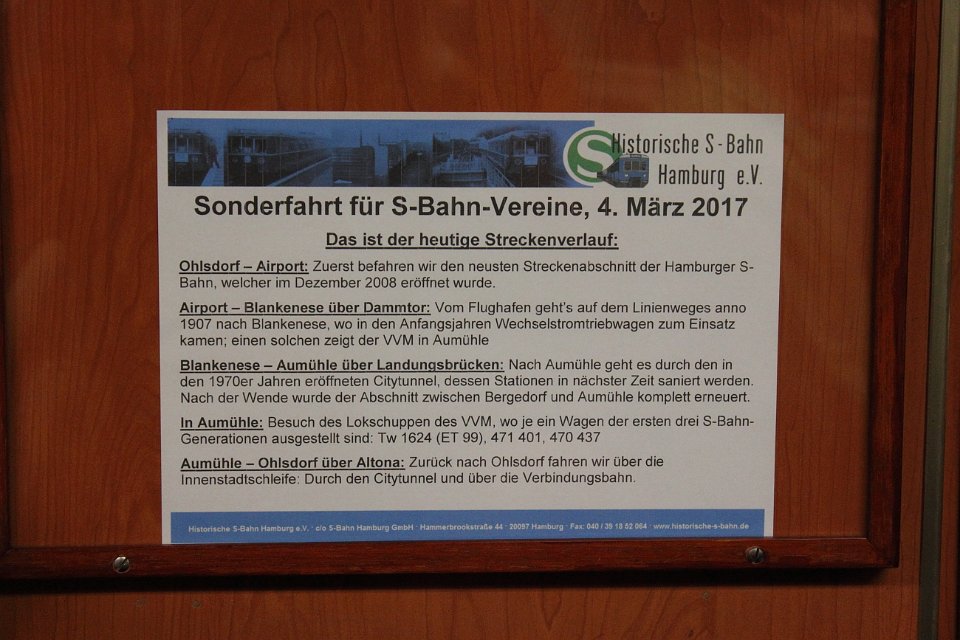 Historische S-Bahn
Hamburg e.V.
Sonderfahrt für S-Bahn-Vereine, 4. März 2017
Das ist der heutige Streckenverlauf:
Ohlsdorf – Airport: Zuerst befahren wir den neusten Streckenabschnitt der Hamburger S-
Bahn, welcher im Dezember 2008 eröffnet wurde.
Airport – Blankenese über Dammtor: Vom Flughafen geht's auf dem Linienweges anno
1907 nach Blankenese, wo in den Anfangsjahren Wechselstromtriebwagen zum Einsatz
kamen; einen solchen zeigt der VVM in Aumühle
Blankenese – Aumühle über Landungsbrücken: Nach Aumühle geht es durch den in
den 1970er Jahren eröffneten Citytunnel, dessen Stationen in nächster Zeit saniert werden.
Nach der Wende wurde der Abschnitt zwischen Bergedorf und Aumühle komplett erneuert.
In Aumühle: Besuch des Lokschuppen des VVM, wo je ein Wagen der ersten drei S-Bahn-
Generationen ausgestellt sind: Tw 1624 (ET 99), 471 401, 470 437
Aumühle – Ohlsdorf über Altona: Zurück nach Ohlsdorf fahren wir über die
Innenstadtschleife: Durch den Citytunnel und über die Verbindungsbahn.
Historische S-Bahn Hamburg e.V. · c/o S-Bahn Hamburg GmbH · Hammerbrookstraße 44 · 20097 Hamburg · Fax: 040 / 39 18 52 064 · www.historische-s-bahn.de